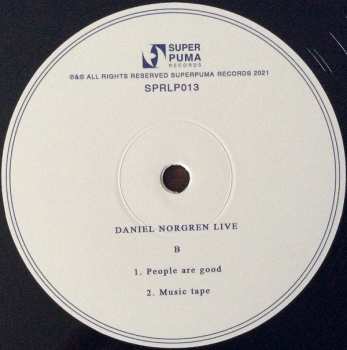 SUPER
PUMA
RECORDS
℗&© ALL RIGHTS RESERVED SUPERPUMA RECORDS 2021
SPRLP013
DANIEL NORGREN LIVE
B
1. People are good
2. Music tape